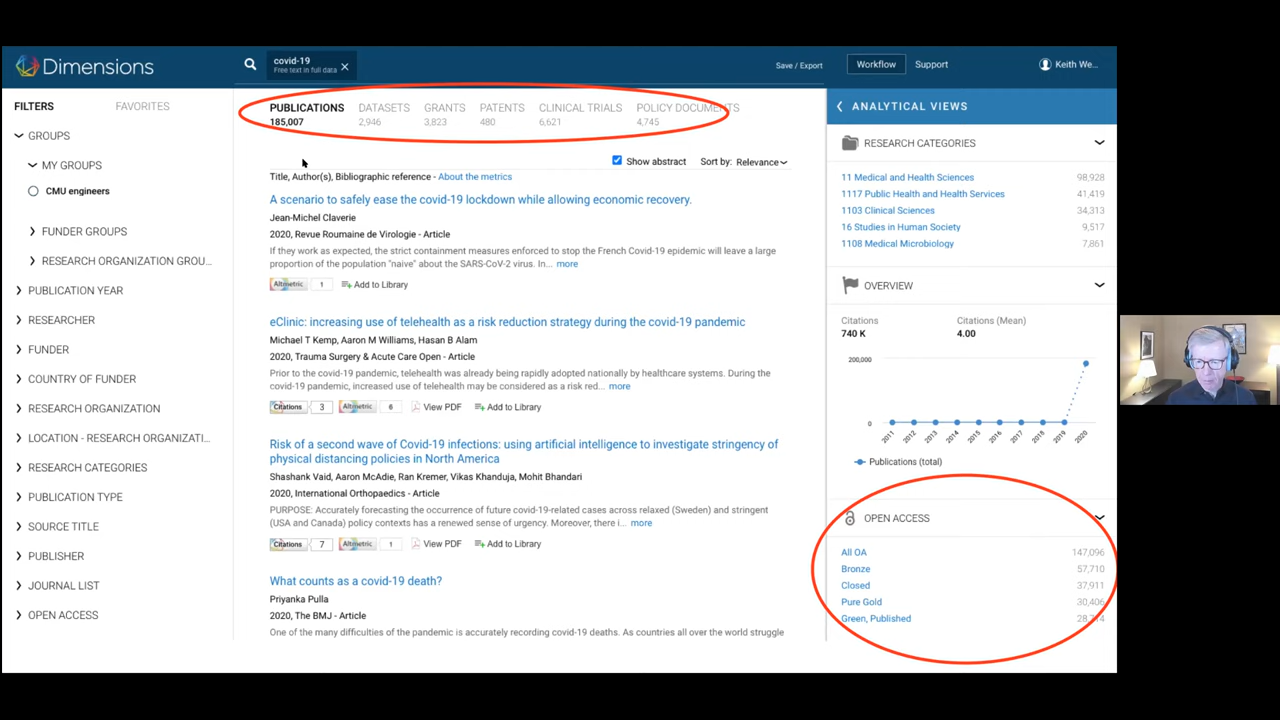 Dimensions
covid-19
Free text in full data
Save / Export
Workflow
Support
Keith We...
FILTERS
FAVORITES
GROUPS
MY GROUPS
CMU engineers
FUNDER GROUPS
RESEARCH ORGANIZATION GROU...
PUBLICATION YEAR
RESEARCHER
FUNDER
COUNTRY OF FUNDER
RESEARCH ORGANIZATION
LOCATION - RESEARCH ORGANIZATI...
RESEARCH CATEGORIES
PUBLICATION TYPE
SOURCE TITLE
PUBLISHER
JOURNAL LIST
OPEN ACCESS
PUBLICATIONS DATASETS GRANTS PATENTS CLINICAL TRIALS POLICY DOCUMENTS
185,007 2,946 3,823 480 6,621 4,745
Show abstract Sort by: Relevance
Title, Author(s), Bibliographic reference - About the metrics
A scenario to safely ease the covid-19 lockdown while allowing economic recovery.
Jean-Michel Claverie
2020, Revue Roumaine de Virologie - Article
If they work as expected, the strict containment measures enforced to stop the French Covid-19 epidemic will leave a large
proportion of the population "naive" about the SARS-CoV-2 virus. In... more
Altmetric 1 Add to Library
eClinic: increasing use of telehealth as a risk reduction strategy during the covid-19 pandemic
Michael T Kemp, Aaron M Williams, Hasan B Alam
2020, Trauma Surgery & Acute Care Open - Article
Prior to the covid-19 pandemic, telehealth was already being rapidly adopted nationally by healthcare systems. During the
covid-19 pandemic, increased use of telehealth may be considered as a risk red... more
Citations 3 Altmetric 6 View PDF Add to Library
Risk of a second wave of Covid-19 infections: using artificial intelligence to investigate stringency of
physical distancing policies in North America
Shashank Vaid, Aaron McAdie, Ran Kremer, Vikas Khanduja, Mohit Bhandari
2020, International Orthopaedics - Article
PURPOSE: Accurately forecasting the occurrence of future covid-19-related cases across relaxed (Sweden) and stringent
(USA and Canada) policy contexts has a renewed sense of urgency. Moreover, there i... more
Citations 7 Altmetric 1 View PDF Add to Library
What counts as a covid-19 death?
Priyanka Pulla
2020, The BMJ - Article
One of the many difficulties of the pandemic is accurately recording covid-19 deaths. As countries all over the world struggle
ANALYTICAL VIEWS
RESEARCH CATEGORIES
11 Medical and Health Sciences 98,928
1117 Public Health and Health Services 41,419
1103 Clinical Sciences 34,313
16 Studies in Human Society 9,517
1108 Medical Microbiology 7,861
OVERVIEW
Citations Citations (Mean)
740 K 4.00
200,000
0
2011 2012 2013 2014 2015 2016 2017 2018 2019 2020
Publications (total)
OPEN ACCESS
All OA 147,096
Bronze 57,710
Closed 37,911
Pure Gold 30,406
Green, Published